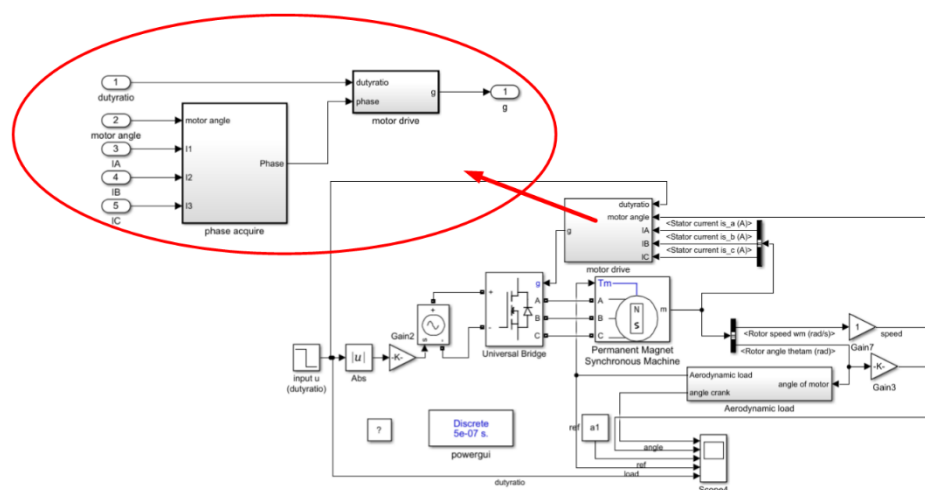 1
dutyratio
2
motor angle
3
IA
4
IB
5
IC
motor angle
I1
I2
I3
Phase
phase acquire
dutyratio
phase
g
motor drive
1
g
dutyratio
motor angle
IA
IB
IC
g
motor drive
<Stator current is_a (A)>
<Stator current is_b (A)>
<Stator current is_c (A)>
input u
(dutyratio)
|u|
Abs
-K-
Gain2
+
-
+
-
g
A
B
C
Universal Bridge
Tm
A
B
C
N
S
m
Permanent Magnet
Synchronous Machine
<Rotor speed wm (rad/s)>
<Rotor angle thetam (rad)>
1
Gain7
speed
-K-
Gain3
Aerodynamic load
angle crank
angle of motor
Aerodynamic load
?
Discrete
5e-07 s.
powergui
ref
a1
angle
ref
load
dutyratio
Scope4